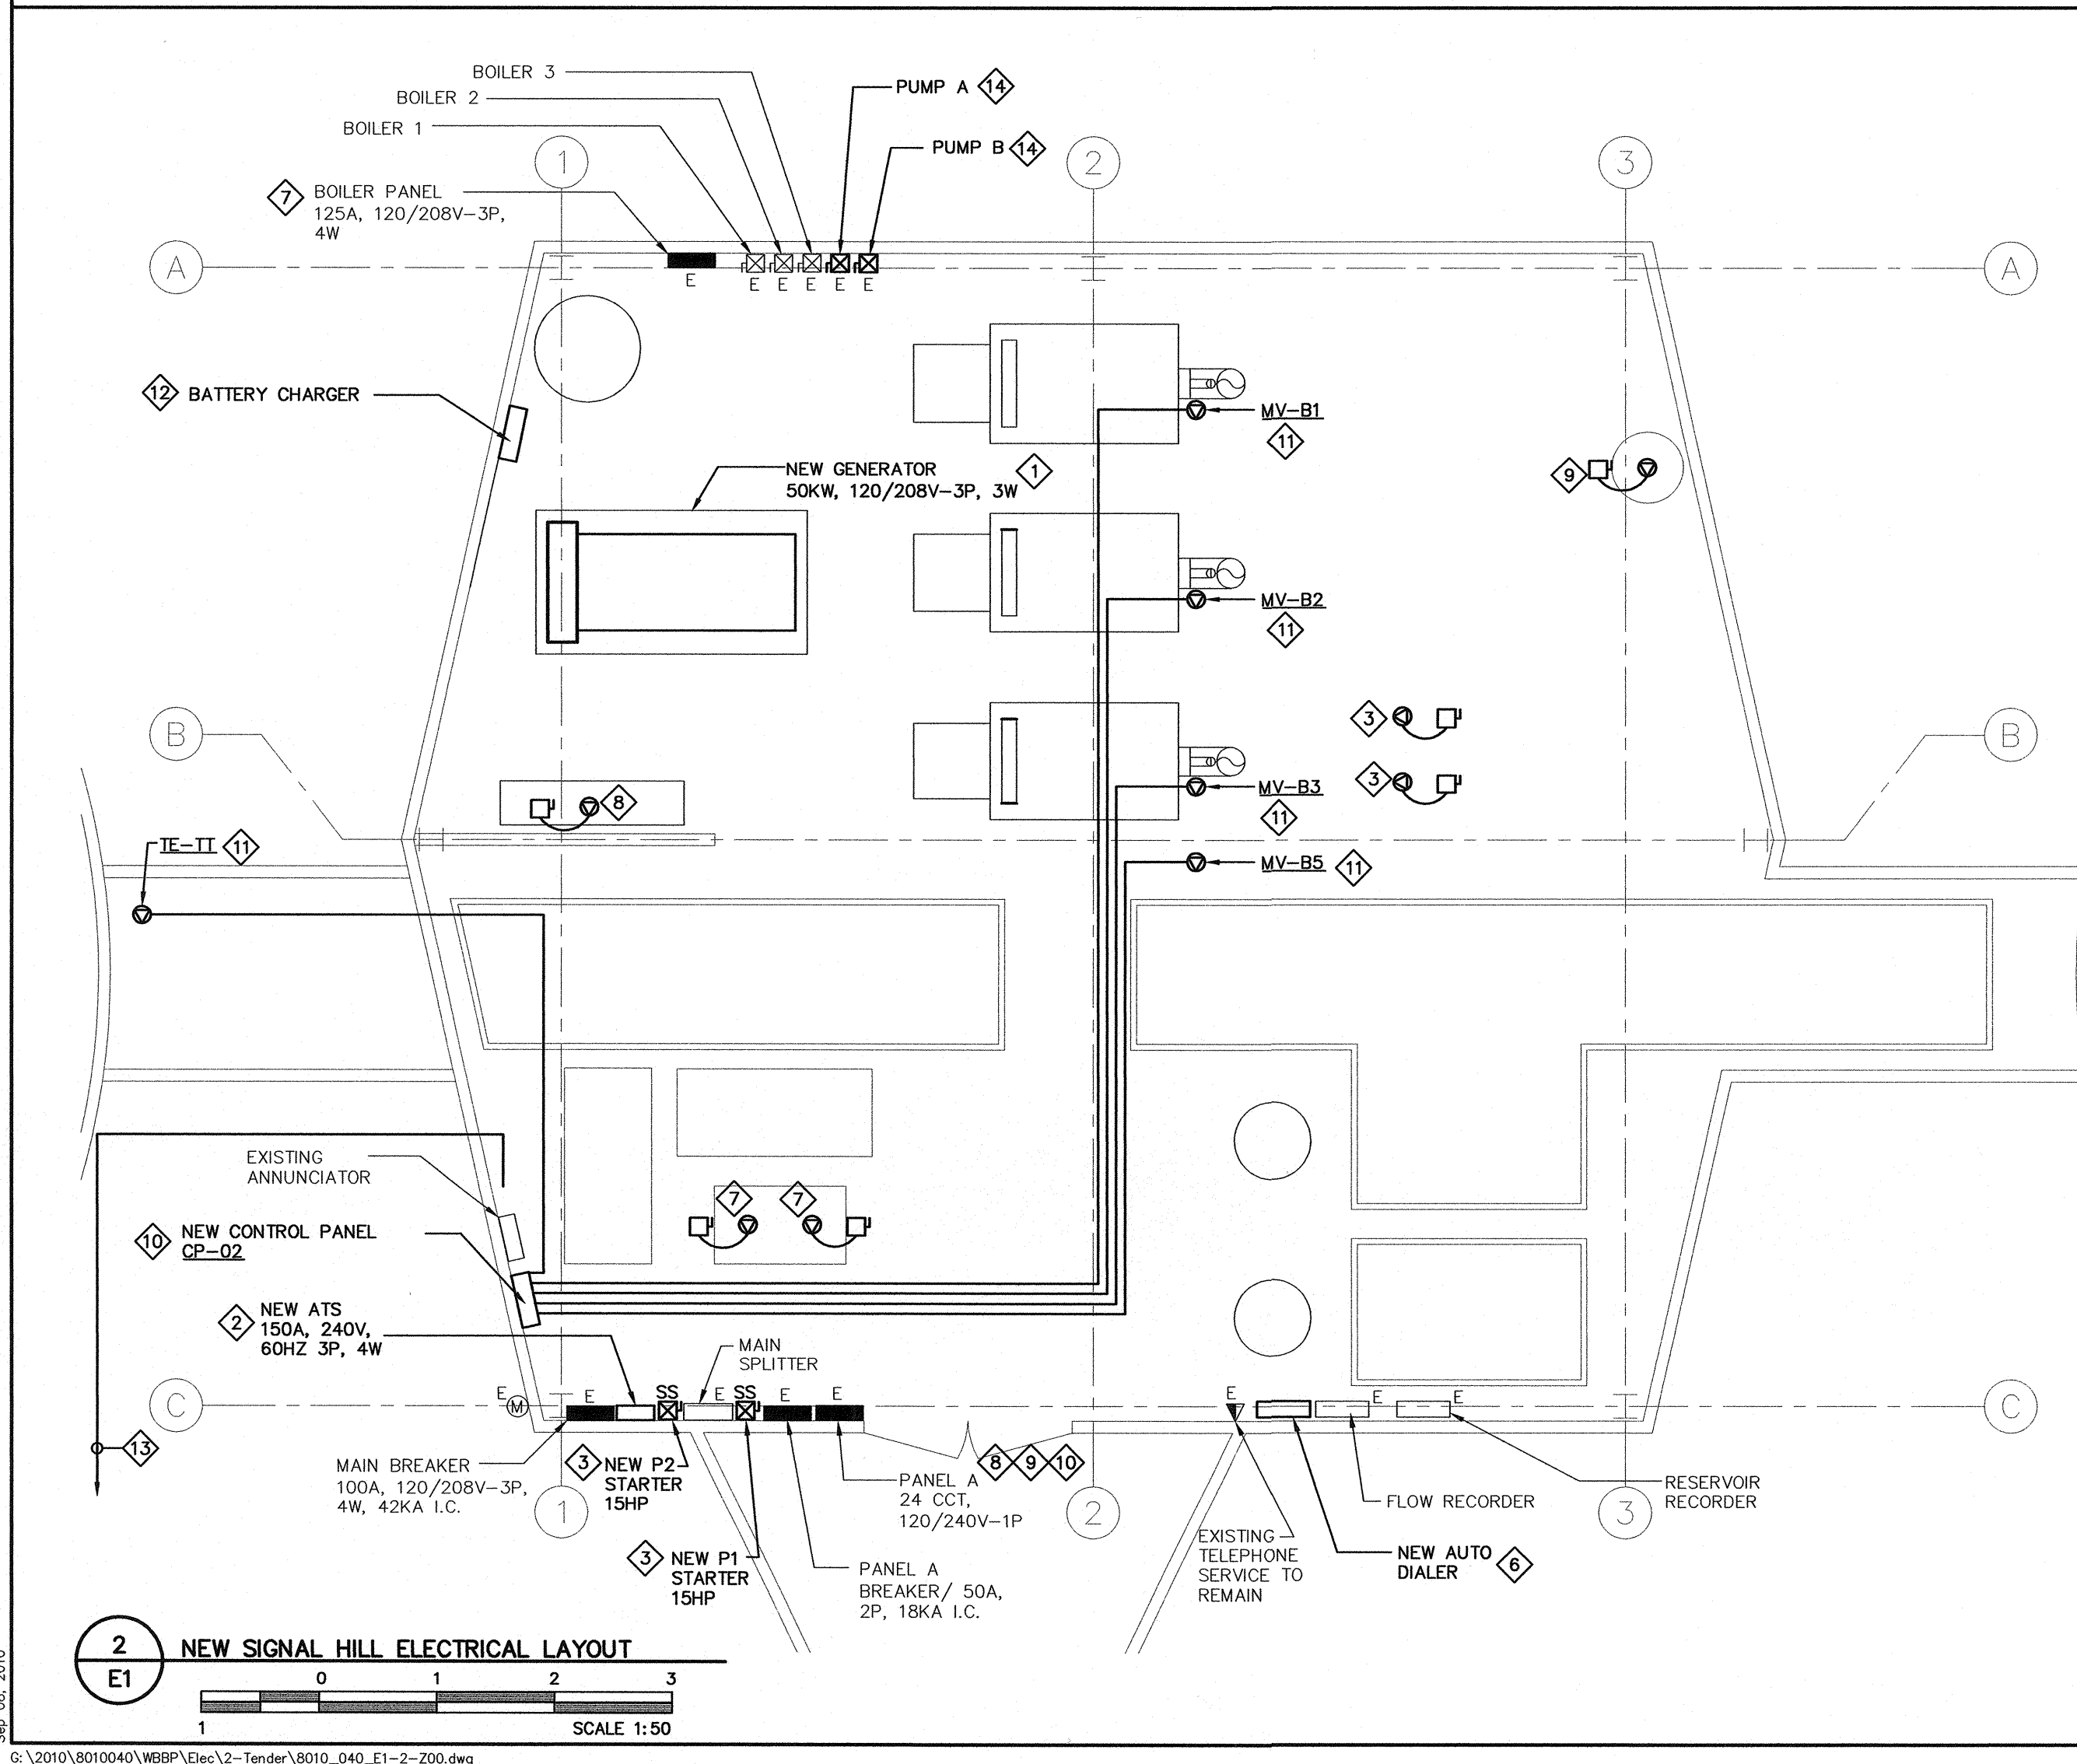 BOILER 3
BOILER 2
BOILER 1
PUMP A 14
PUMP B 14
1
2
3
7 BOILER PANEL
125A, 120/208V-3P,
4W
A
A
E
E E E E E
12 BATTERY CHARGER
MV-B1
11
NEW GENERATOR 1
50KW, 120/208V-3P, 3W
9
MV-B2
11
B
3
B
3
8
MV-B3
11
TE-TT 11
MV-B5 11
EXISTING
ANNUNCIATOR
7 7
10 NEW CONTROL PANEL
CP-02
2 NEW ATS
150A, 240V,
60HZ 3P, 4W
MAIN
SPLITTER
C
E M E SS E SS E E
E E E
C
13
MAIN BREAKER
100A, 120/208V-3P,
4W, 42KA I.C.
3 NEW P2
STARTER
15HP
PANEL A 8 9 10
24 CCT,
120/240V-1P
FLOW RECORDER
RESERVOIR
RECORDER
1
2
3
3 NEW P1
STARTER
15HP
PANEL A
BREAKER/ 50A,
2P, 18KA I.C.
EXISTING
TELEPHONE
SERVICE TO
REMAIN
NEW AUTO 6
DIALER
2
E1
NEW SIGNAL HILL ELECTRICAL LAYOUT
0 1 2 3
1
SCALE 1:50
G:\2010\8010040\WBBP\Elec\2-Tender\8010_040_E1-2-Z00.dwg